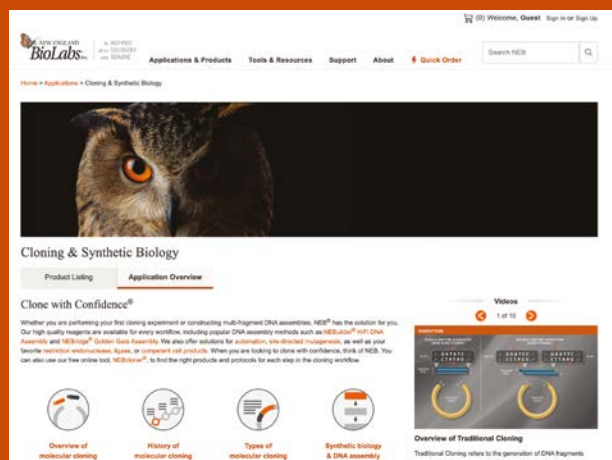 (0) Welcome, Guest Sign In or Sign Up
NEW ENGLAND
BioLabs Inc.
Applications & Products Tools & Resources Support About Quick Order
Search NEB
Home > Applications > Cloning & Synthetic Biology
Cloning & Synthetic Biology
Product Listing Application Overview
Clone with Confidence®
Whether you are performing your first cloning experiment or constructing multi-fragment DNA assemblies, NEB® has the solution for you.
Our high quality reagents are available for every workflow, including popular DNA assembly methods such as NEBuilder® HiFi DNA
Assembly and NEBridge® Golden Gate Assembly. We also offer solutions for automation, site-directed mutagenesis, as well as your
favorite restriction endonuclease, ligase, or competent cell products. When you are looking to clone with confidence, think of NEB. You
can also use our free online tool, NEBcloner®, to find the right products and protocols for each step in the cloning workflow.
Overview of
molecular cloning
History of
molecular cloning
Types of
molecular cloning
Synthetic biology
& DNA assembly
Videos
1 of 10
Overview of Traditional Cloning
Traditional Cloning refers to the generation of DNA fragments